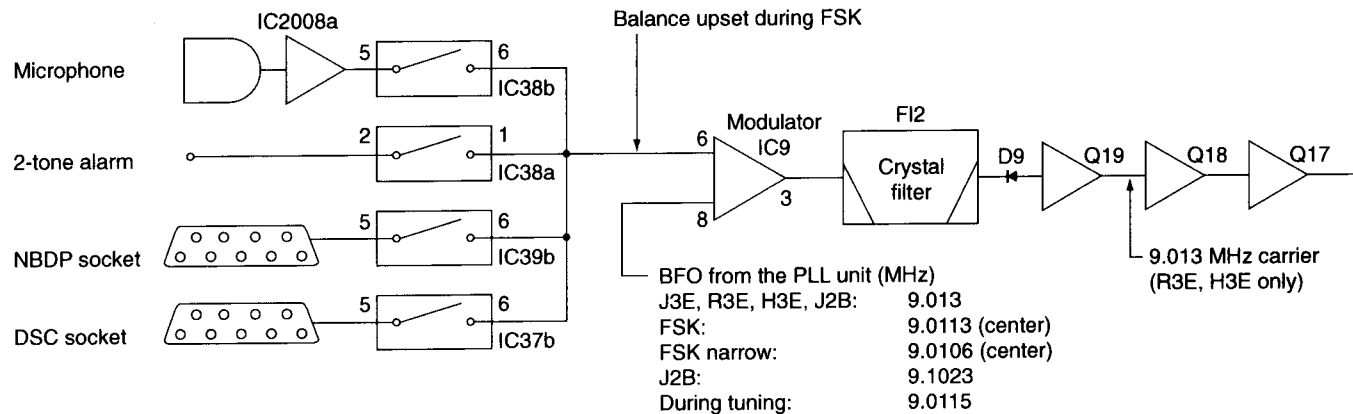 Balance upset during FSK
IC2008a
Microphone
5
6
IC38b
2-tone alarm
2
1
IC38a
NBDP socket
5
6
IC39b
DSC socket
5
6
IC37b
6
8
Modulator
IC9
3
FI2
Crystal
filter
D9
Q19
Q18
Q17
9.013 MHz carrier
(R3E, H3E only)
BFO from the PLL unit (MHz)
J3E, R3E, H3E, J2B: 9.013
FSK: 9.0113 (center)
FSK narrow: 9.0106 (center)
J2B: 9.1023
During tuning: 9.0115